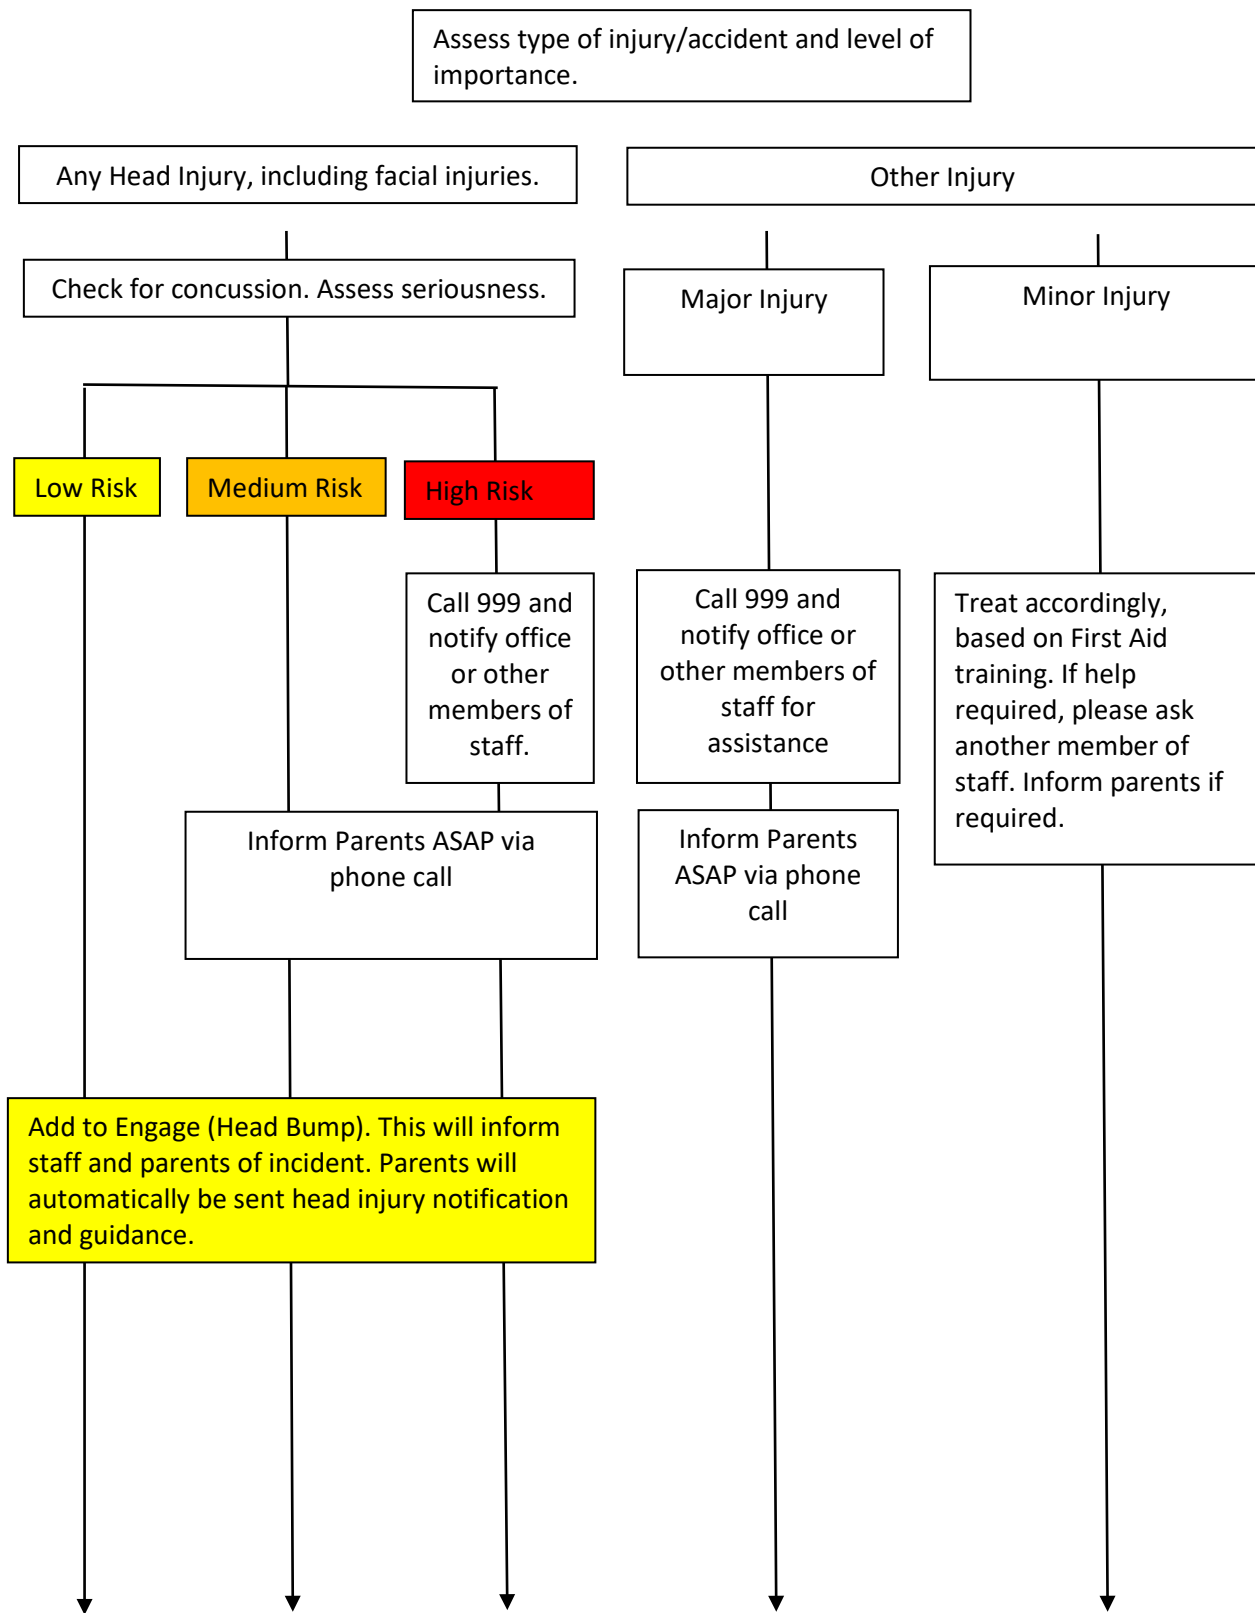 Assess type of injury/accident and level of
importance.
Any Head Injury, including facial injuries.
Other Injury
Check for concussion. Assess seriousness.
Major Injury
Minor Injury
Low Risk
Medium Risk
High Risk
Call 999 and
notify office
or other
members of
staff.
Call 999 and
notify office or
other members of
staff for
assistance
Treat accordingly,
based on First Aid
training. If help
required, please ask
another member of
staff. Inform parents if
required.
Inform Parents ASAP via
phone call
Inform Parents
ASAP via phone
call
Add to Engage (Head Bump). This will inform
staff and parents of incident. Parents will
automatically be sent head injury notification
and guidance.